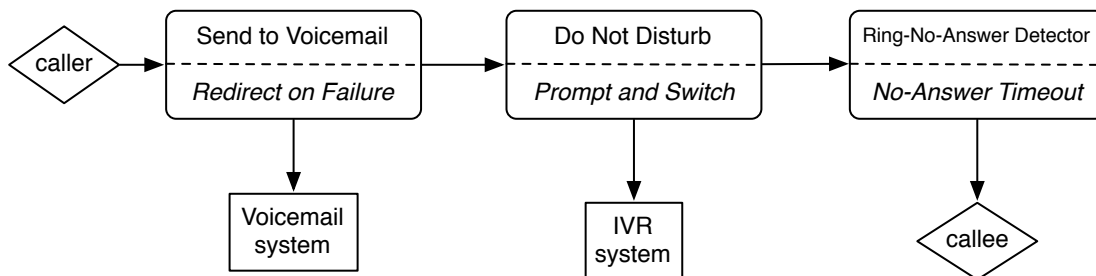 caller
Send to Voicemail
Redirect on Failure
Do Not Disturb
Prompt and Switch
Ring-No-Answer Detector
No-Answer Timeout
Voicemail
system
IVR
system
callee